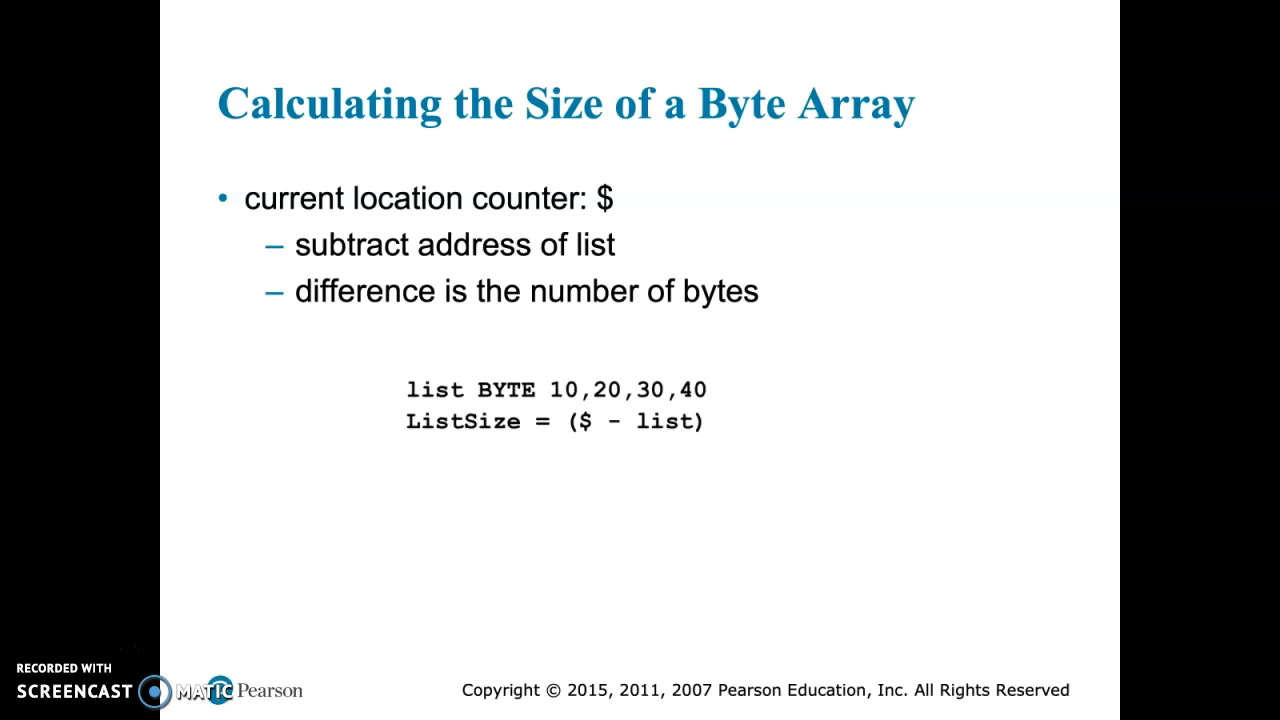 Calculating the Size of a Byte Array
• current location counter: $
– subtract address of list
– difference is the number of bytes
list BYTE 10,20,30,40
ListSize = ($ - list)
RECORDED WITH
SCREENCAST MATIC
Pearson
Copyright © 2015, 2011, 2007 Pearson Education, Inc. All Rights Reserved